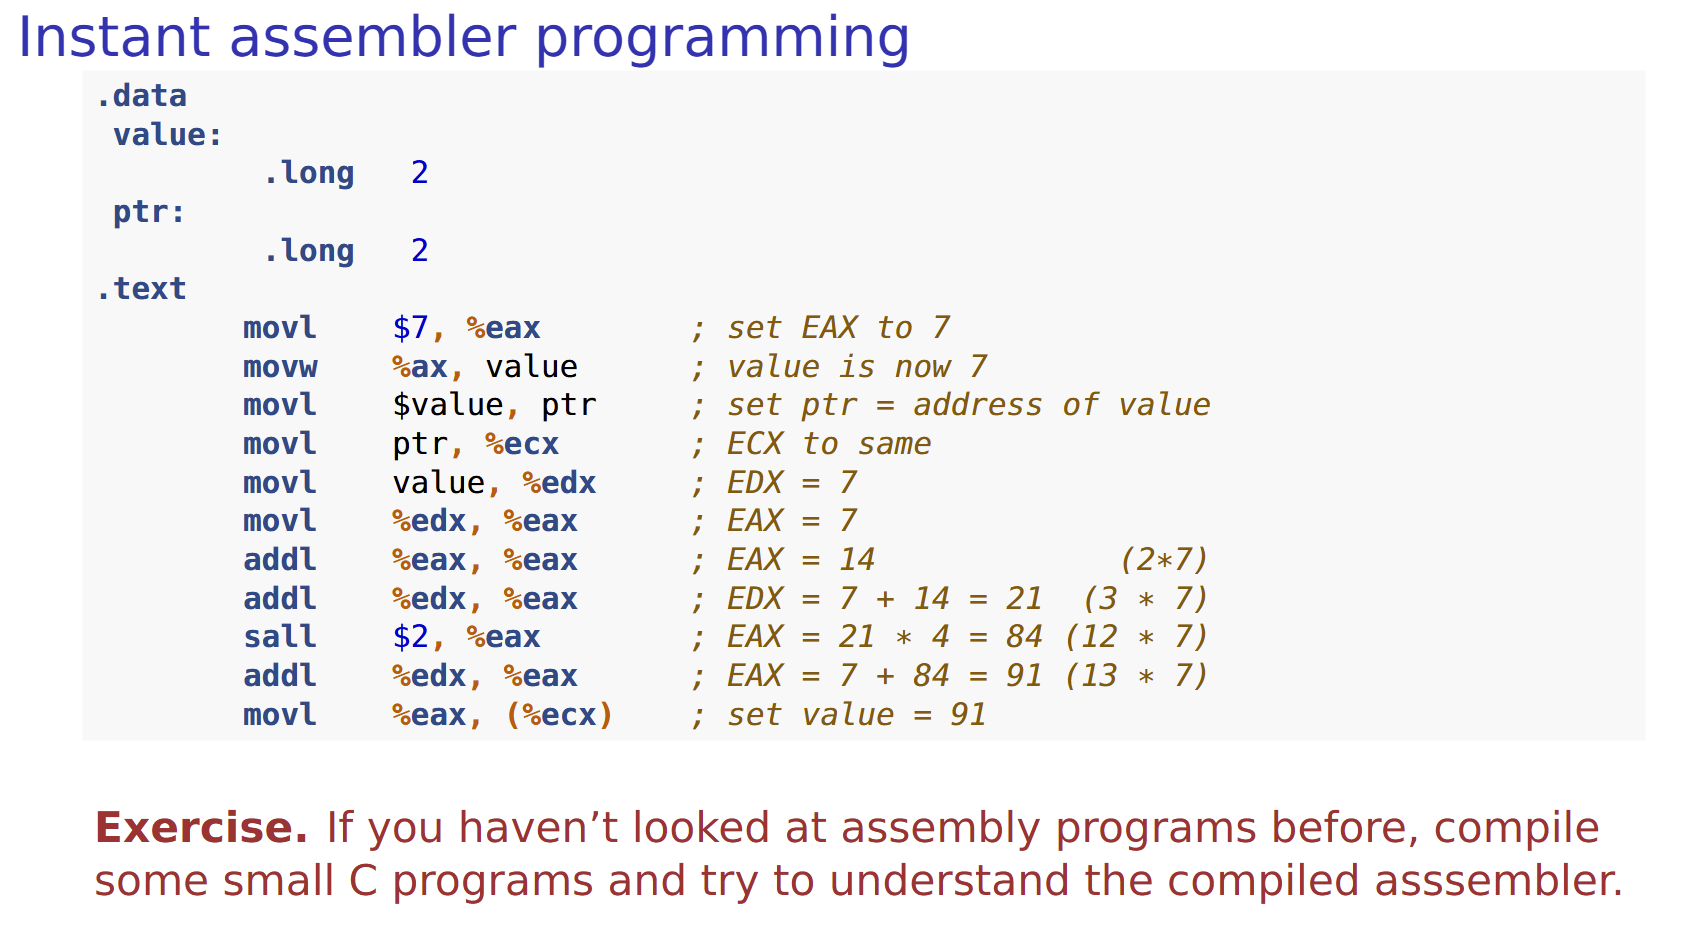 Instant assembler programming
.data
value:
.long 2
ptr:
.long 2
.text
movl $7, %eax ; set EAX to 7
movw %ax, value ; value is now 7
movl $value, ptr ; set ptr = address of value
movl ptr, %ecx ; ECX to same
movl value, %edx ; EDX = 7
movl %edx, %eax ; EAX = 7
addl %eax, %eax ; EAX = 14 (2*7)
addl %edx, %eax ; EDX = 7 + 14 = 21 (3 * 7)
sall $2, %eax ; EAX = 21 * 4 = 84 (12 * 7)
addl %edx, %eax ; EAX = 7 + 84 = 91 (13 * 7)
movl %eax, (%ecx) ; set value = 91
Exercise. If you haven’t looked at assembly programs before, compile
some small C programs and try to understand the compiled asssembler.